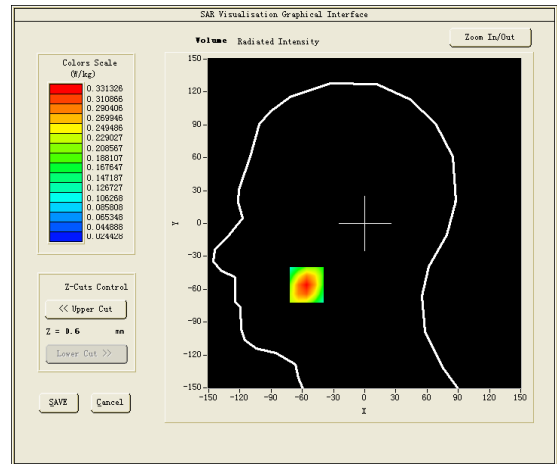 SAR Visualisation Graphical Interface
Volume Radiated Intensity
Zoom In/Out
Colors Scale
(W/kg)
0.331326
0.310866
0.290406
0.269946
0.249486
0.229027
0.208567
0.188107
0.167647
0.147187
0.126727
0.106268
0.085808
0.065348
0.044888
0.024428
Z-Cuts Control
<< Upper Cut
Z = 0.6 mm
Lower Cut >>
SAVE Cancel
150
120
90
60
30
Y 0
-30
-60
-90
-120
-150
-150 -120 -90 -60 -30 0 30 60 90 120 150
X